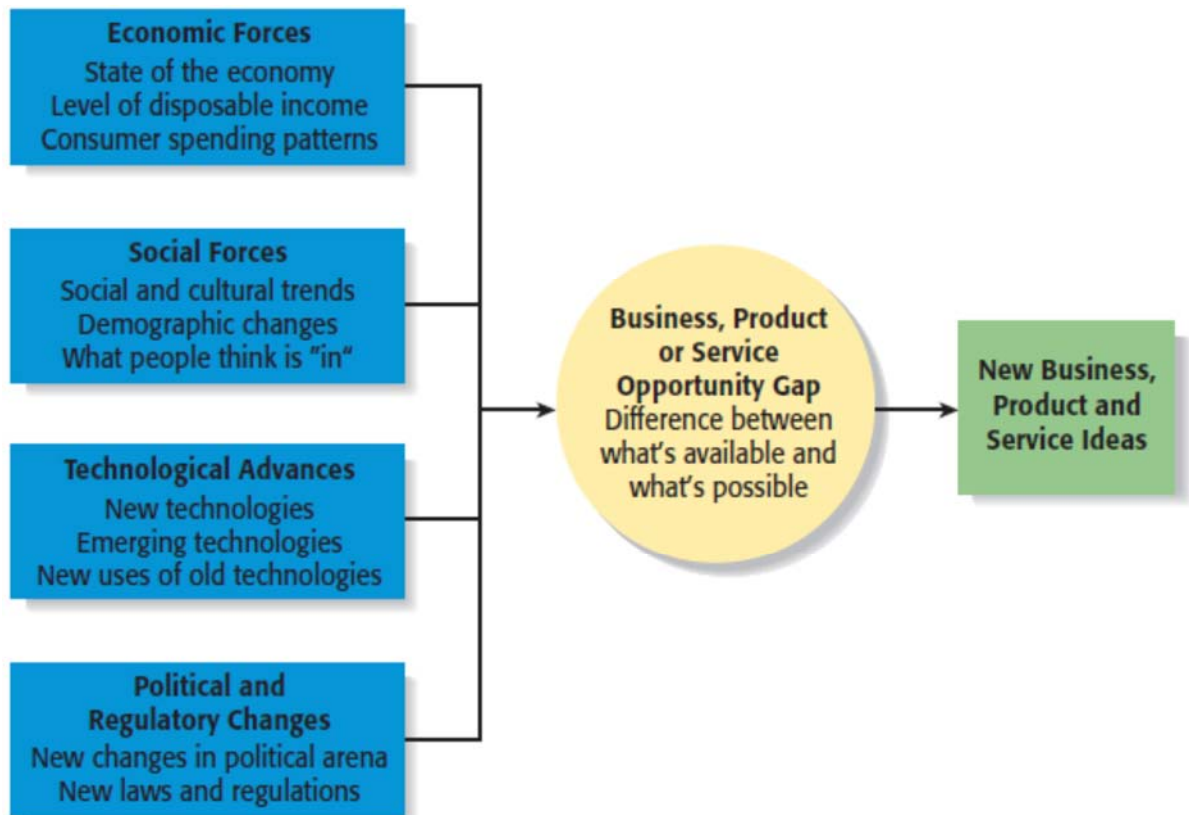 Economic Forces
State of the economy
Level of disposable income
Consumer spending patterns
Social Forces
Social and cultural trends
Demographic changes
What people think is "in“
Technological Advances
New technologies
Emerging technologies
New uses of old technologies
Political and
Regulatory Changes
New changes in political arena
New laws and regulations
Business, Product
or Service
Opportunity Gap
Difference between
what's available and
what's possible
New Business,
Product and
Service Ideas